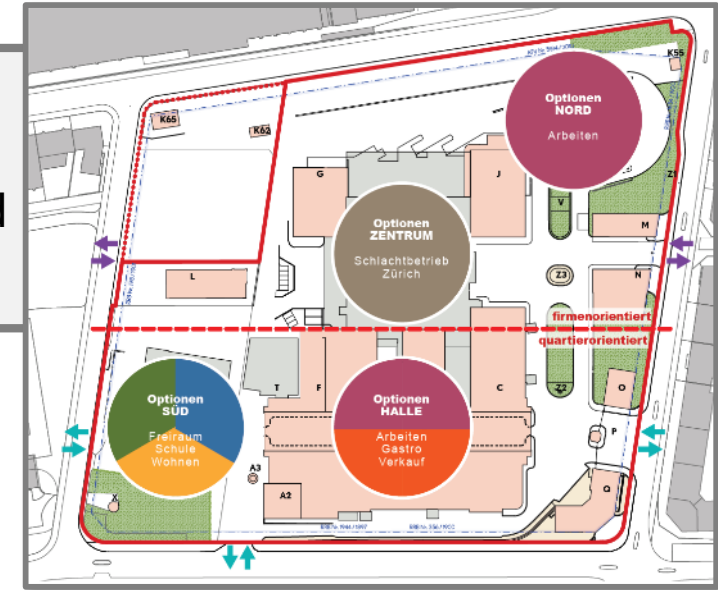 K55
K65
K62
Optionen
NORD
Arbeiten
G
J
Z1
V
M
Optionen
ZENTRUM
Schlachtbetrieb
Zürich
L
Z3
N
firmenorientiert
quartierorientiert
T
F
C
Z2
O
Optionen
SÜD
Freiraum
Schule
Wohnen
Optionen
HALLE
Arbeiten
Gastro
Verkauf
P
A3
X
A2
Q